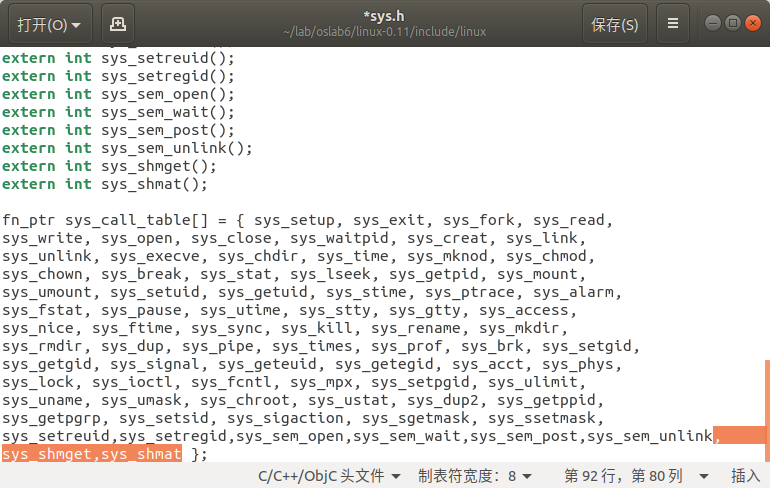 打开(O)
*sys.h
~/lab/oslab6/linux-0.11/include/linux
保存(S)
extern int sys_setreuid();
extern int sys_setregid();
extern int sys_sem_open();
extern int sys_sem_wait();
extern int sys_sem_post();
extern int sys_sem_unlink();
extern int sys_shmget();
extern int sys_shmat();
fn_ptr sys_call_table[] = { sys_setup, sys_exit, sys_fork, sys_read,
sys_write, sys_open, sys_close, sys_waitpid, sys_creat, sys_link,
sys_unlink, sys_execve, sys_chdir, sys_time, sys_mknod, sys_chmod,
sys_chown, sys_break, sys_stat, sys_lseek, sys_getpid, sys_mount,
sys_umount, sys_setuid, sys_getuid, sys_stime, sys_ptrace, sys_alarm,
sys_fstat, sys_pause, sys_utime, sys_stty, sys_gtty, sys_access,
sys_nice, sys_ftime, sys_sync, sys_kill, sys_rename, sys_mkdir,
sys_rmdir, sys_dup, sys_pipe, sys_times, sys_prof, sys_brk, sys_setgid,
sys_getgid, sys_signal, sys_geteuid, sys_getegid, sys_acct, sys_phys,
sys_lock, sys_ioctl, sys_fcntl, sys_mpx, sys_setpgid, sys_ulimit,
sys_uname, sys_umask, sys_chroot, sys_ustat, sys_dup2, sys_getppid,
sys_getpgrp, sys_setsid, sys_sigaction, sys_sgetmask, sys_ssetmask,
sys_setreuid,sys_setregid,sys_sem_open,sys_sem_wait,sys_sem_post,sys_sem_unlink,
sys_shmget,sys_shmat };
C/C++/ObjC 头文件 制表符宽度：8 第 92 行，第 80 列 插入